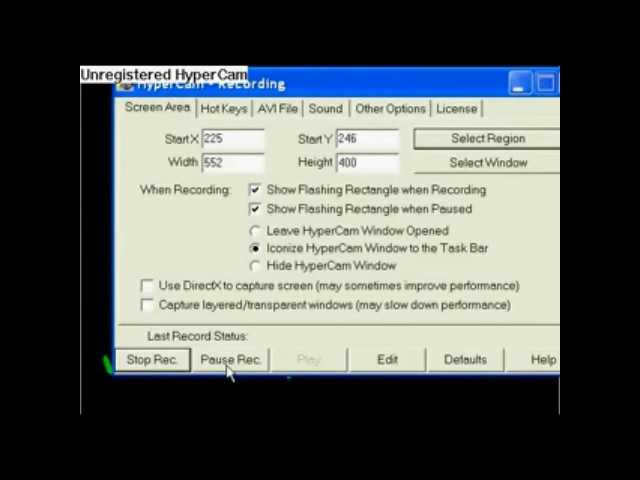 Unregistered HyperCam
HyperCam - Recording
Screen Area Hot Keys AVI File Sound Other Options License
Start X 225 Start Y 246 Select Region
Width 552 Height 400 Select Window
When Recording: Show Flashing Rectangle when Recording
Show Flashing Rectangle when Paused
Leave HyperCam Window Opened
Iconize HyperCam Window to the Task Bar
Hide HyperCam Window
Use DirectX to capture screen (may sometimes improve performance)
Capture layered/transparent windows (may slow down performance)
Last Record Status:
Stop Rec. Pause Rec. Play Edit Defaults Help